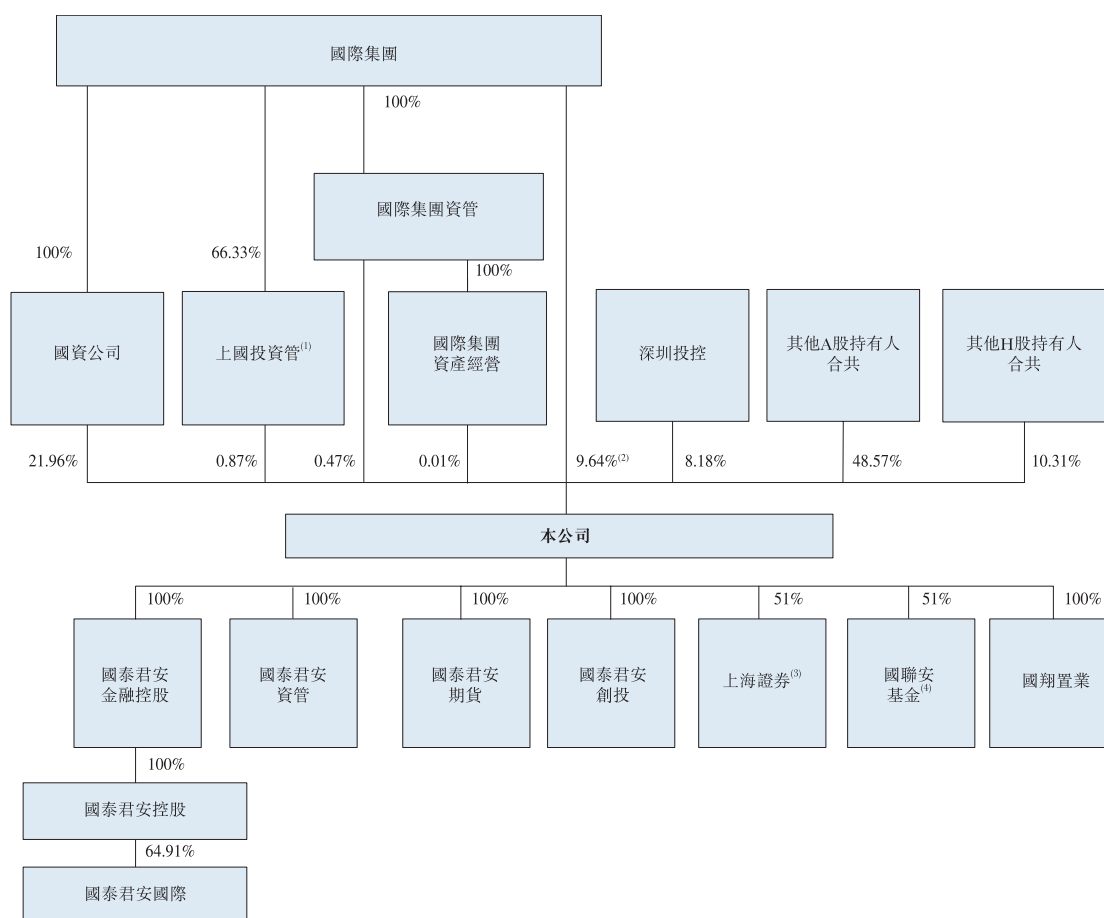 國際集團
100%
國際集團資管
100%
66.33%
100%
國資公司
上國投資管(1)
國際集團
資產經營
深圳投控
其他A股持有人
合共
其他H股持有人
合共
21.96%
0.87%
0.47%
0.01%
9.64%(2)
8.18%
48.57%
10.31%
本公司
100%
100%
100%
100%
51%
51%
100%
國泰君安
金融控股
國泰君安
資管
國泰君安
期貨
國泰君安
創投
上海證券(3)
國聯安
基金(4)
國翔置業
100%
國泰君安控股
64.91%
國泰君安國際